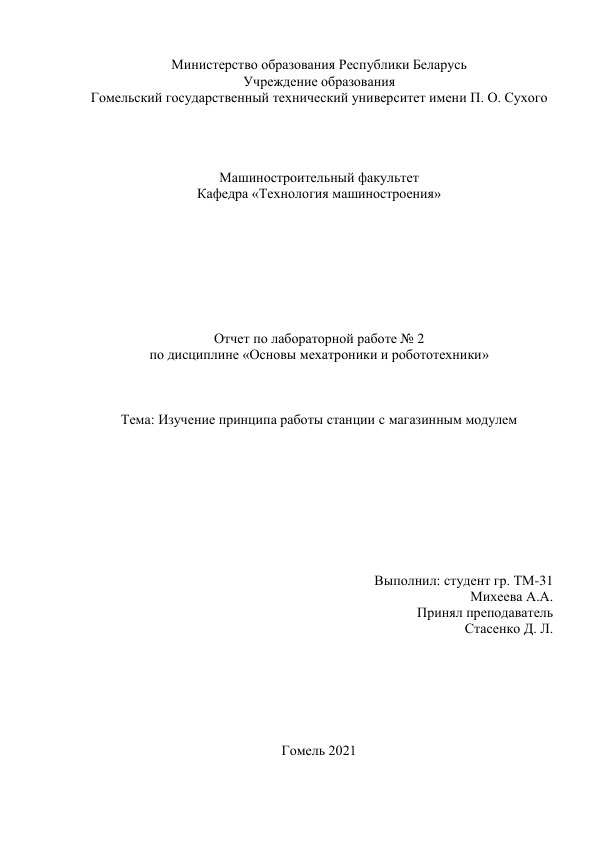 Министерство образования Республики Беларусь
Учреждение образования
Гомельский государственный технический университет имени П. О. Сухого
Машиностроительный факультет
Кафедра «Технология машиностроения»
Отчет по лабораторной работе № 2
по дисциплине «Основы мехатроники и робототехники»
Тема: Изучение принципа работы станции с магазинным модулем
Выполнил: студент гр. ТМ-31
Михеева А.А.
Принял преподаватель
Стасенко Д. Л.
Гомель 2021